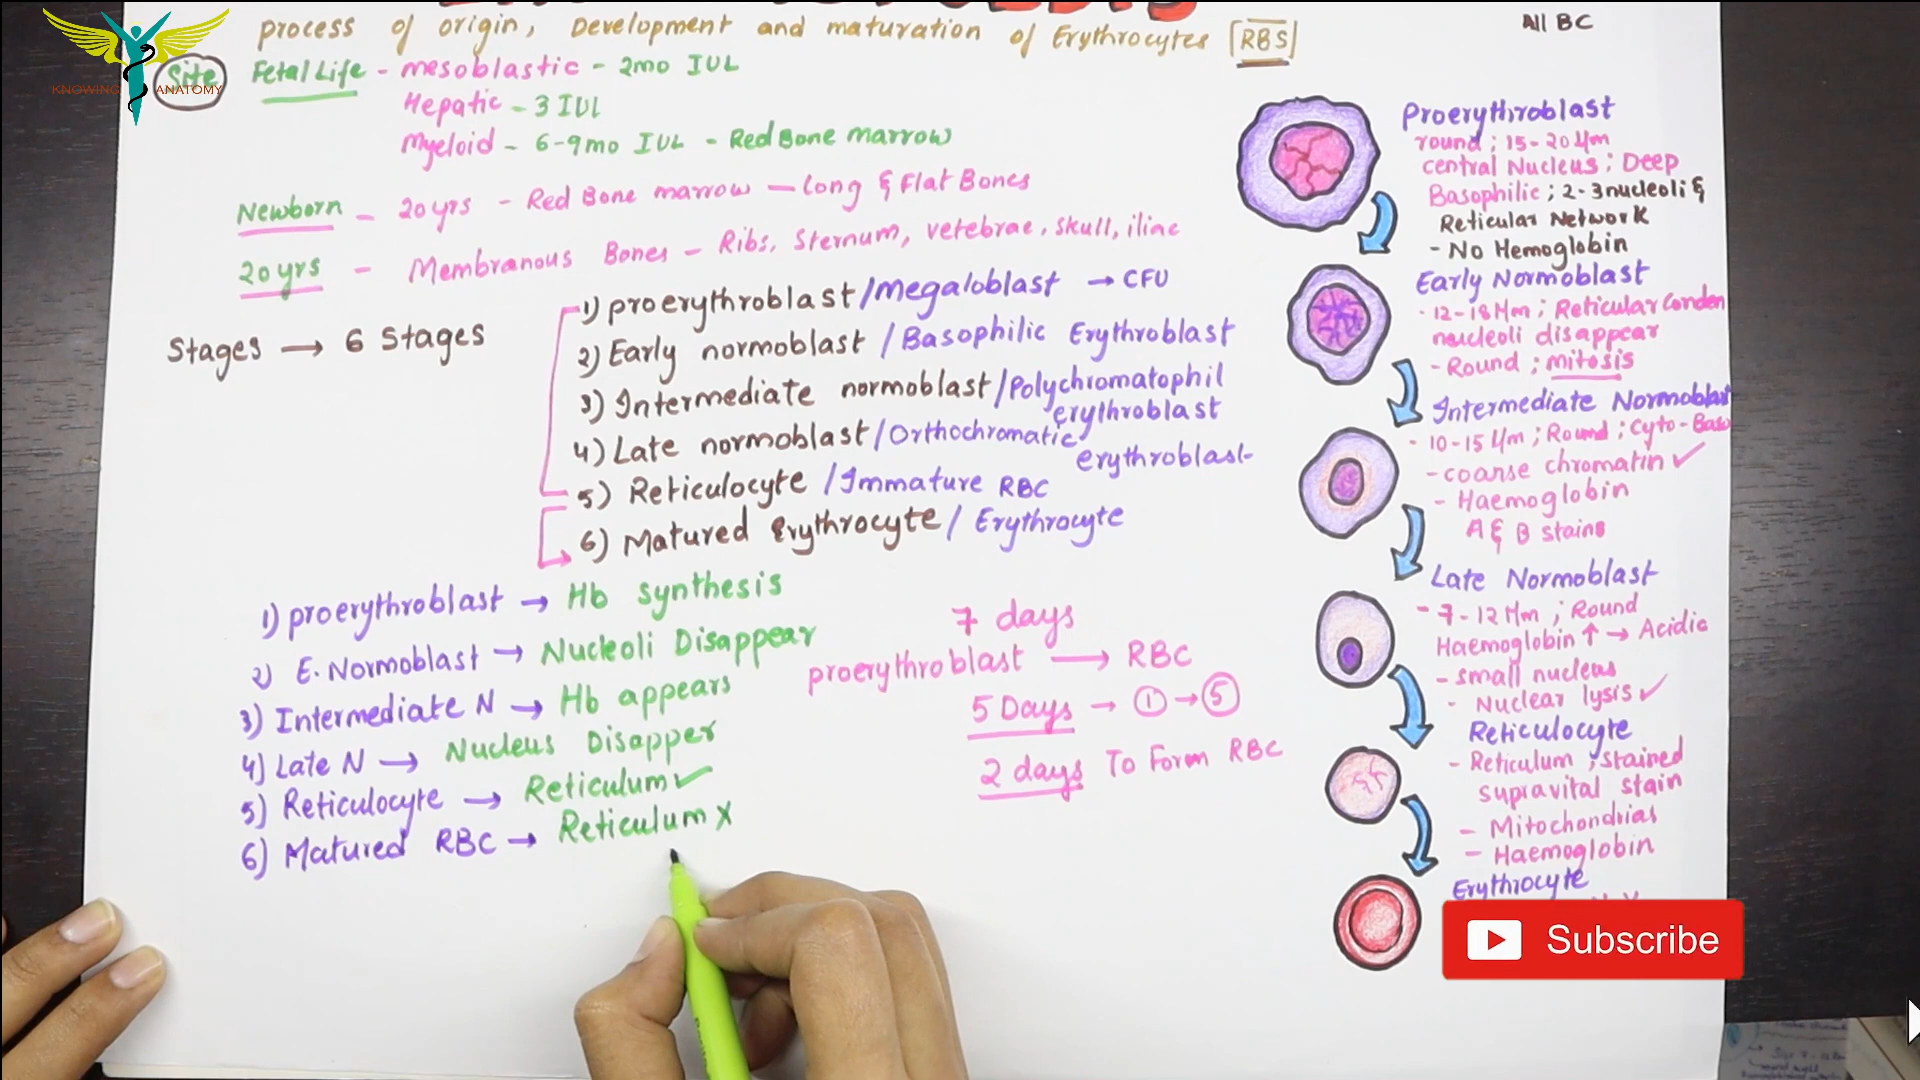 process of origin, Development and maturation of Erythrocytes [RBS]
All BC
KNOWING ANATOMY
Site Fetal Life - mesoblastic - 2mo IUL
Hepatic - 3 IUL
Myeloid - 6-9mo IUL - Red Bone marrow
Newborn - 20yrs - Red Bone marrow - Long & Flat Bones
20yrs - Membranous Bones - Ribs, Sternum, vetebrae, skull, iliac
Stages → 6 Stages
1) proerythroblast/Megaloblast → CFU
2) Early normoblast / Basophilic Erythroblast
3) Intermediate normoblast/Polychromatophil
erythroblast
4) Late normoblast/Orthochromatic
erythroblast
5) Reticulocyte /Immature RBC
6) Matured Erythrocyte / Erythrocyte
1) proerythroblast → Hb synthesis
2) E. Normoblast → Nucleoli Disappear
3) Intermediate N → Hb appears
4) Late N → Nucleus Disapper
5) Reticulocyte → Reticulum ✓
6) Matured RBC → Reticulum X
7 days
proerythroblast → RBC
5 Days → ① → ⑤
2 days To Form RBC
Proerythroblast
round ; 15-20 Mm
central Nucleus ; Deep
Basophilic ; 2-3 nucleoli &
Reticular Network
- No Hemoglobin
Early Normoblast
- 12-18 Mm ; Reticular Conden
nucleoli disappear
- Round ; mitosis
Intermediate Normoblast
- 10-15 Mm ; Round ; Cyto - Baso
- coarse chromatin ✓
- Haemoglobin
A & B stains
Late Normoblast
- 7-12 Mm ; Round
Haemoglobin ↑ → Acidic
- small nucleus
- Nuclear lysis ✓
Reticulocyte
- Reticulum ; stained
supravital stain
- Mitochondrias
- Haemoglobin
Erythrocyte
Subscribe